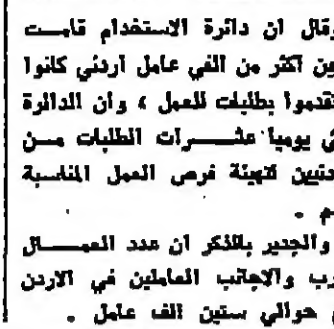 وقال ان دائرة الاستخدام قامت
من اكثر من الفي عامل اردني كانوا
تقدموا بطلبات للعمل ، وان الدائرة
ى يوميا عشرات الطلبات من
دنيين لتهيئة فرص العمل المناسبة
م .
والجدير بالذكر ان عدد العمال
رب والاجانب العاملين في الاردن
حوالي ستين الف عامل .